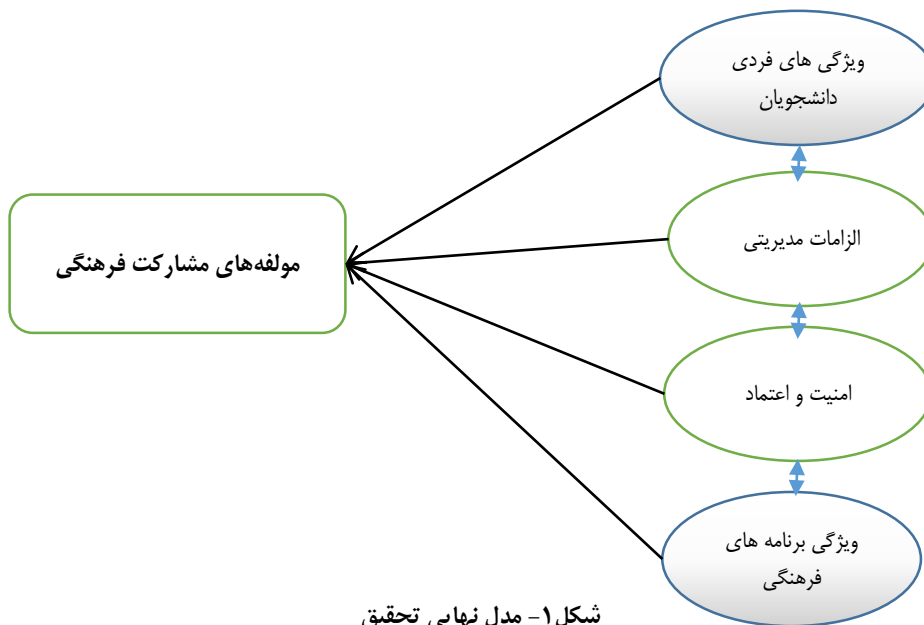 ویژگی های فردی
دانشجویان
الزامات مدیریتی
مولفه‌های مشارکت فرهنگی
امنیت و اعتماد
ویژگی برنامه های
فرهنگی
شکل۱- مدل نهایی تحقیق